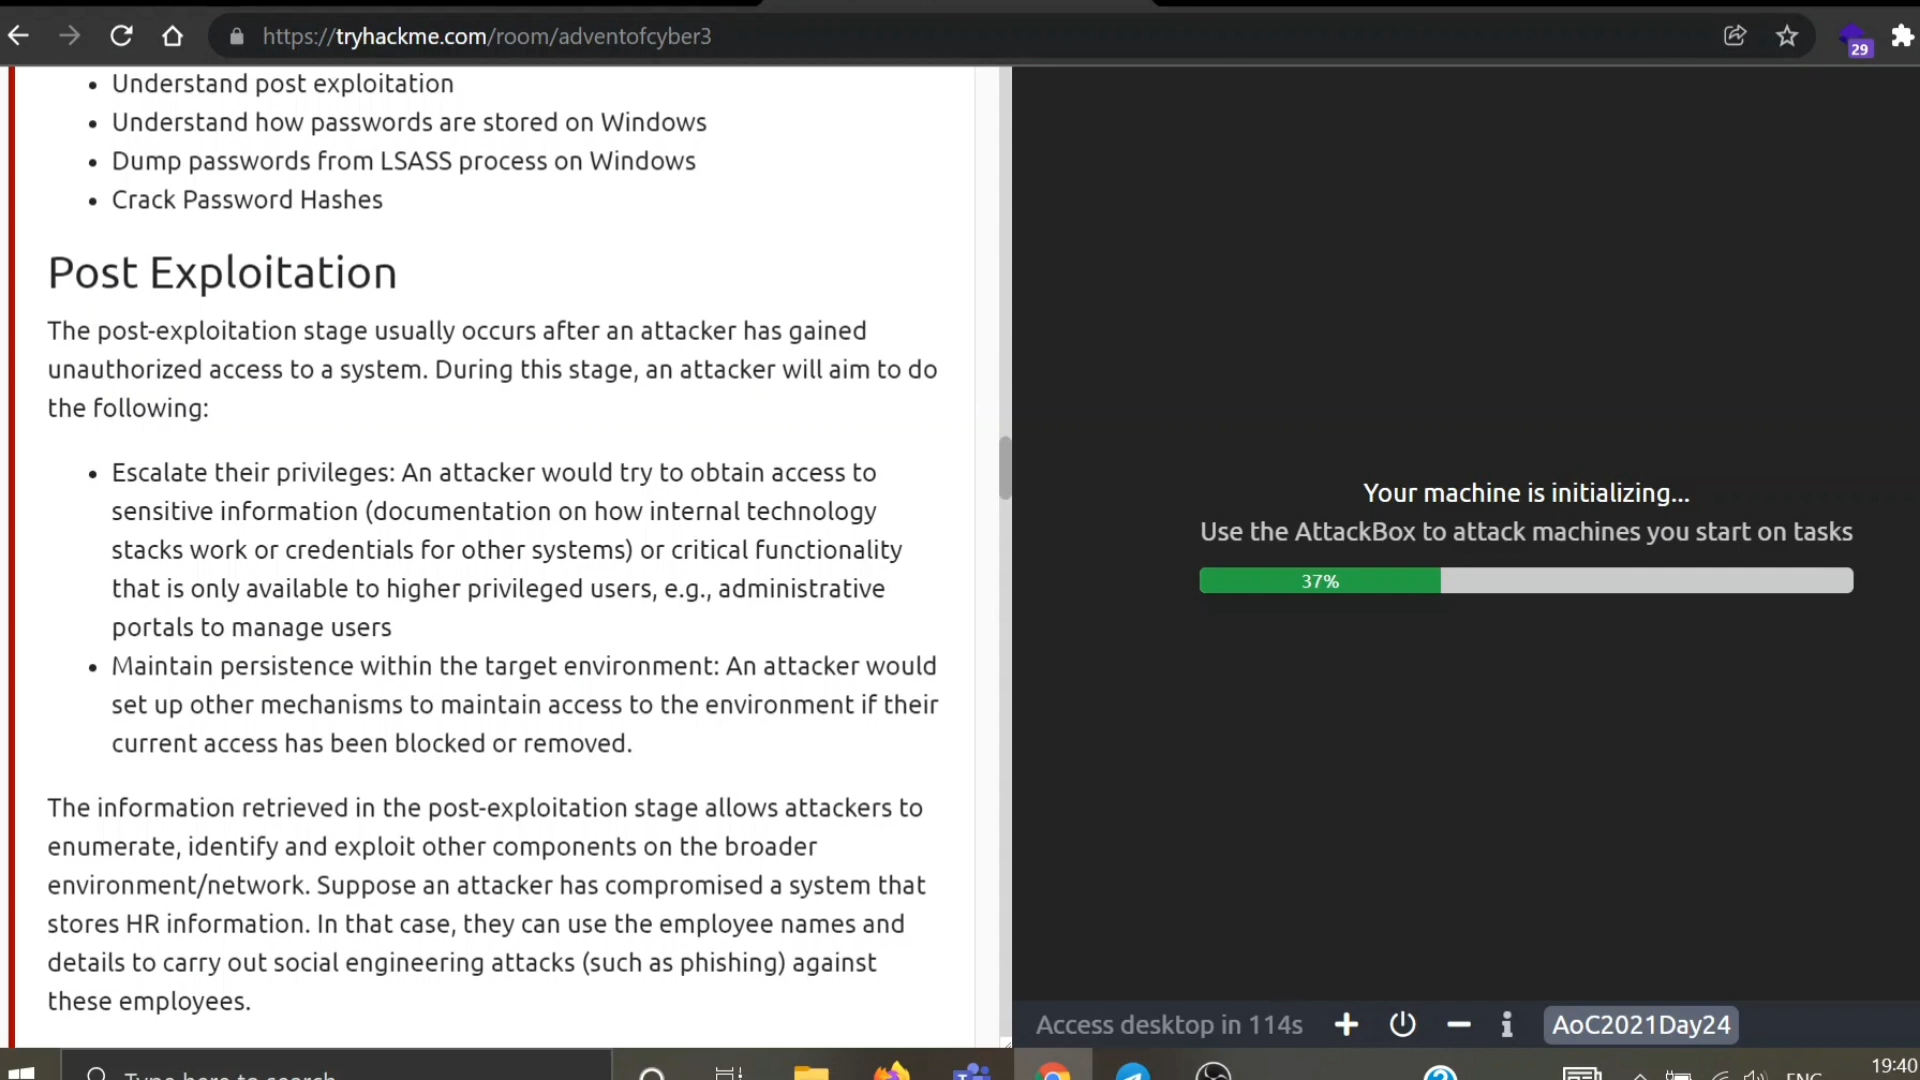 https://tryhackme.com/room/adventofcyber3
29
Understand post exploitation
Understand how passwords are stored on Windows
Dump passwords from LSASS process on Windows
Crack Password Hashes
Post Exploitation
The post-exploitation stage usually occurs after an attacker has gained
unauthorized access to a system. During this stage, an attacker will aim to do
the following:
Escalate their privileges: An attacker would try to obtain access to
sensitive information (documentation on how internal technology
stacks work or credentials for other systems) or critical functionality
that is only available to higher privileged users, e.g., administrative
portals to manage users
Maintain persistence within the target environment: An attacker would
set up other mechanisms to maintain access to the environment if their
current access has been blocked or removed.
The information retrieved in the post-exploitation stage allows attackers to
enumerate, identify and exploit other components on the broader
environment/network. Suppose an attacker has compromised a system that
stores HR information. In that case, they can use the employee names and
details to carry out social engineering attacks (such as phishing) against
these employees.
Your machine is initializing...
Use the AttackBox to attack machines you start on tasks
37%
Access desktop in 114s
AoC2021Day24
Type here to search
ENG
19:40